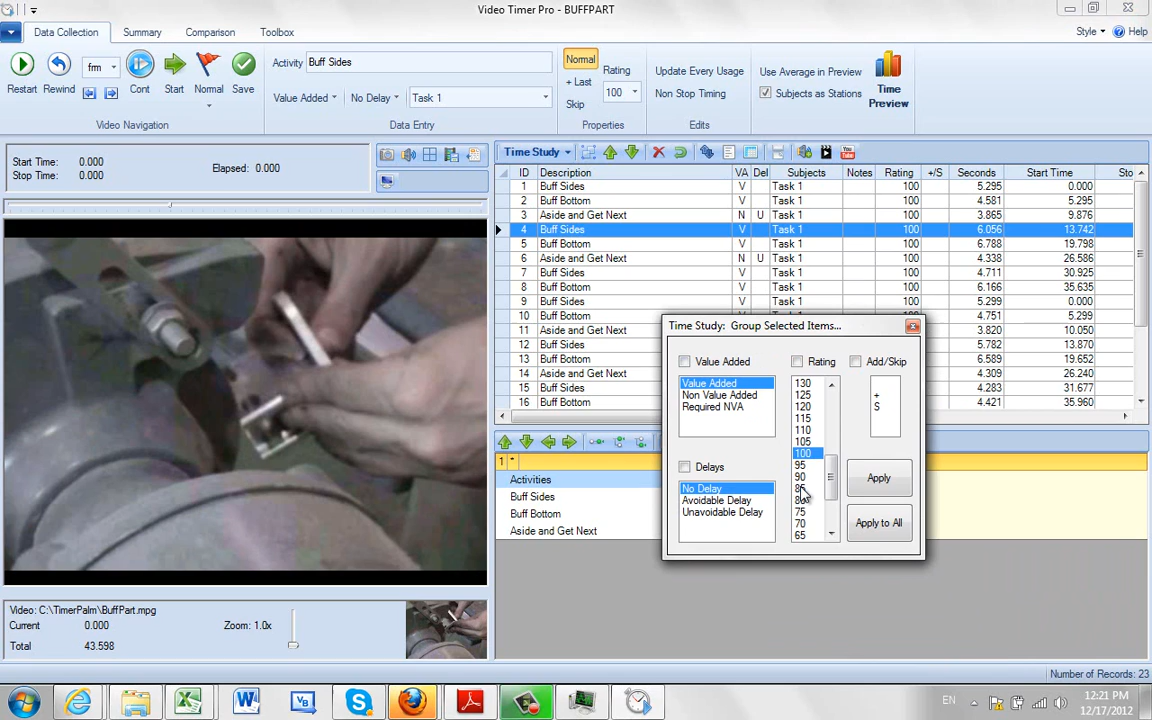 Video Timer Pro - BUFFPART
Data Collection Summary Comparison Toolbox Style Help
Restart Rewind fm Cont Start Normal Save
Video Navigation
Activity Buff Sides
Value Added No Delay Task 1
Data Entry
Normal
+ Last
Skip
Rating
100
Properties
Update Every Usage
Non Stop Timing
Edits
Use Average in Preview
Subjects as Stations
Time Preview
Start Time: 0.000 Elapsed: 0.000
Stop Time: 0.000
Time Study
ID Description VA Del Subjects Notes Rating +/S Seconds Start Time Sto
1 Buff Sides V Task 1 100 5.295 0.000
2 Buff Bottom V Task 1 100 4.581 5.295
3 Aside and Get Next N U Task 1 100 3.865 9.876
4 Buff Sides V Task 1 100 6.056 13.742
5 Buff Bottom V Task 1 100 6.788 19.798
6 Aside and Get Next N U Task 1 100 4.338 26.586
7 Buff Sides V Task 1 100 4.711 30.925
8 Buff Bottom V Task 1 100 6.166 35.635
9 Buff Sides V Task 1 100 5.299 0.000
10 Buff Bottom 4.751 5.299
11 Aside and Get Next 3.820 10.050
12 Buff Sides 5.782 13.870
13 Buff Bottom 6.589 19.652
14 Aside and Get Next 4.339 26.240
15 Buff Sides 4.283 31.677
16 Buff Bottom 4.421 35.960
1 *
Activities
Buff Sides
Buff Bottom
Aside and Get Next
Time Study: Group Selected Items...
Value Added Rating Add/Skip
Value Added
Non Value Added
Required NVA
Delays
No Delay
Avoidable Delay
Unavoidable Delay
130
125
120
115
110
105
100
95
90
75
70
65
+
S
Apply
Apply to All
Video: C:\TimerPalm\BuffPart.mpg
Current 0.000 Zoom: 1.0x
Total 43.598
Number of Records: 23
EN
12:21 PM
12/17/2012